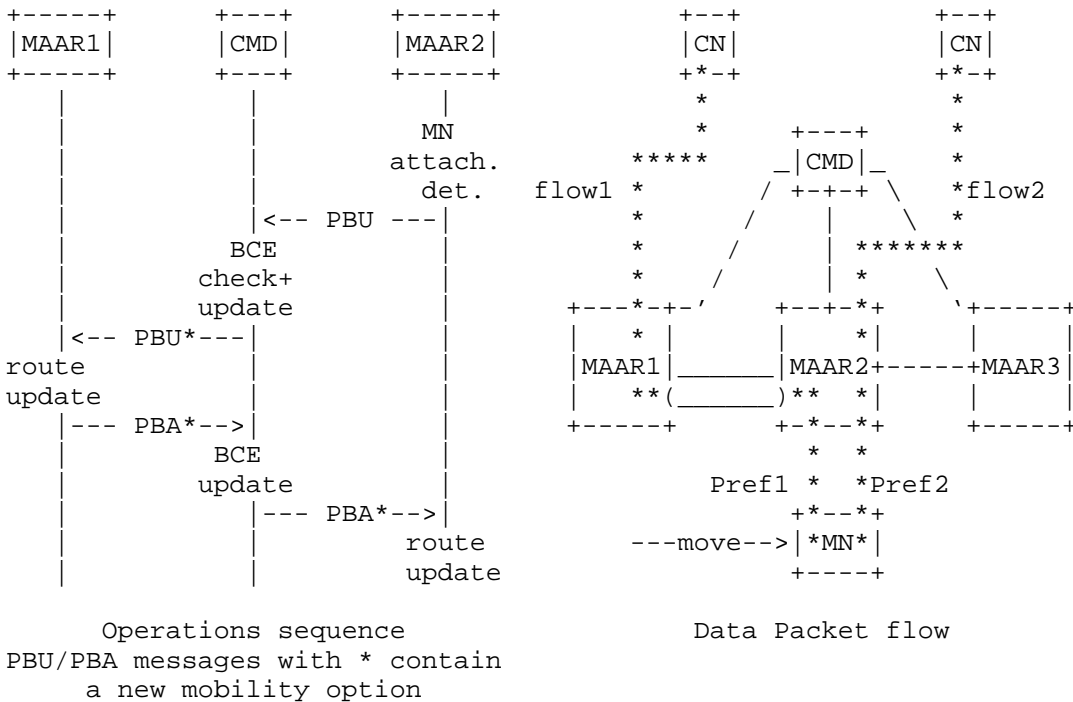 MAAR1 CMD MAAR2 CN CN
MN
attach. CMD
det. flow1 flow2
<-- PBU ---
BCE
check+
update
<-- PBU*---
route MAAR1 MAAR2 MAAR3
update
--- PBA*-->
BCE
update Pref1 Pref2
--- PBA*-->
route ---move--> *MN*
update
Operations sequence Data Packet flow
PBU/PBA messages with * contain
a new mobility option